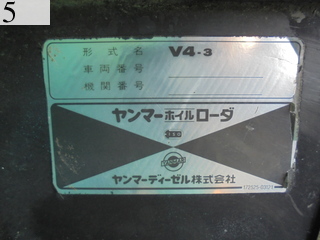 5
形式名 V4-3
車両番号
機関番号
ヤンマーホイルローダ
ヤンマーディーゼル株式会社